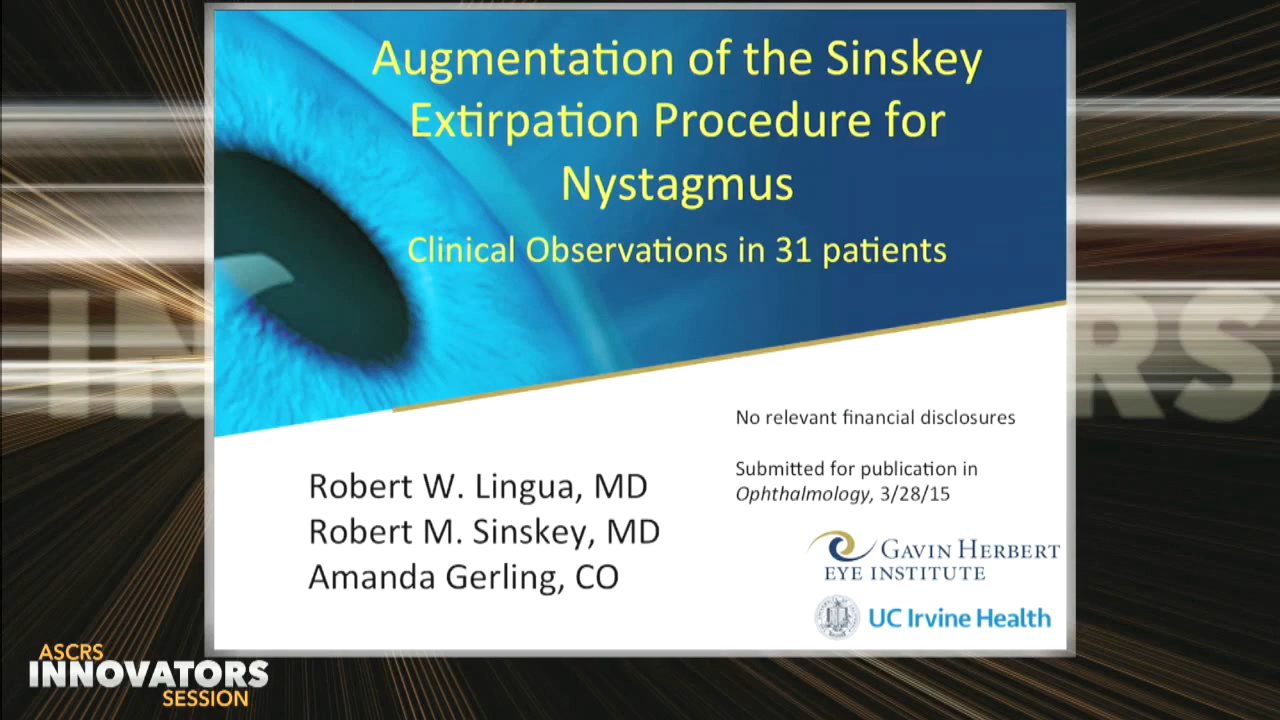 Augmentation of the Sinskey
Extirpation Procedure for
Nystagmus
Clinical Observations in 31 patients
No relevant financial disclosures
Submitted for publication in
Ophthalmology, 3/28/15
Robert W. Lingua, MD
Robert M. Sinskey, MD
Amanda Gerling, CO
GAVIN HERBERT
EYE INSTITUTE
UC Irvine Health
ASCRS
INNOVATORS
SESSION